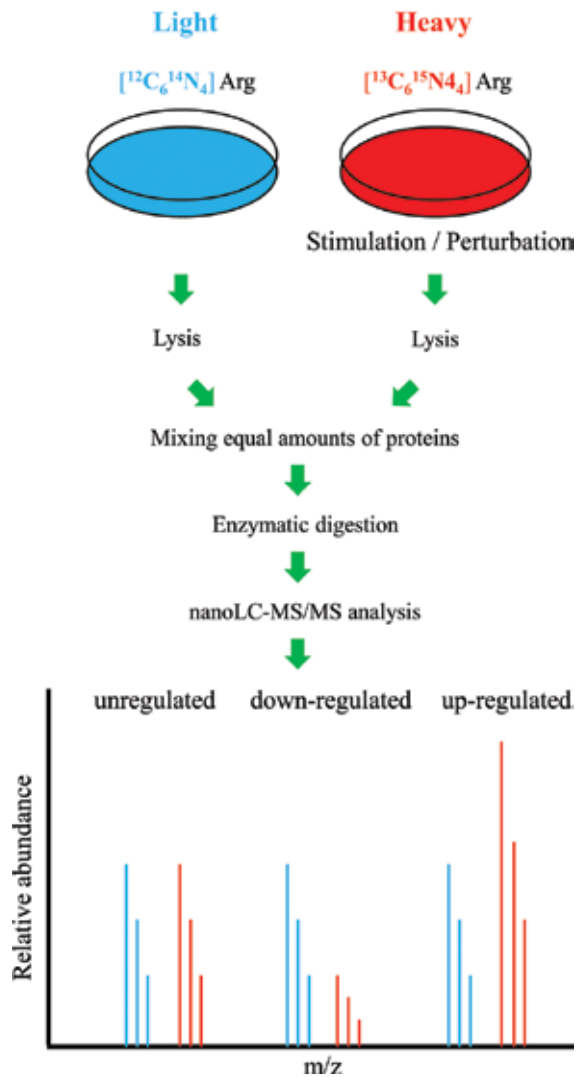 Light Heavy
[¹²C₆¹⁴N₄] Arg [¹³C₆¹⁵N4₄] Arg
Stimulation / Perturbation
Lysis Lysis
Mixing equal amounts of proteins
Enzymatic digestion
nanoLC-MS/MS analysis
unregulated down-regulated up-regulated
Relative abundance
m/z